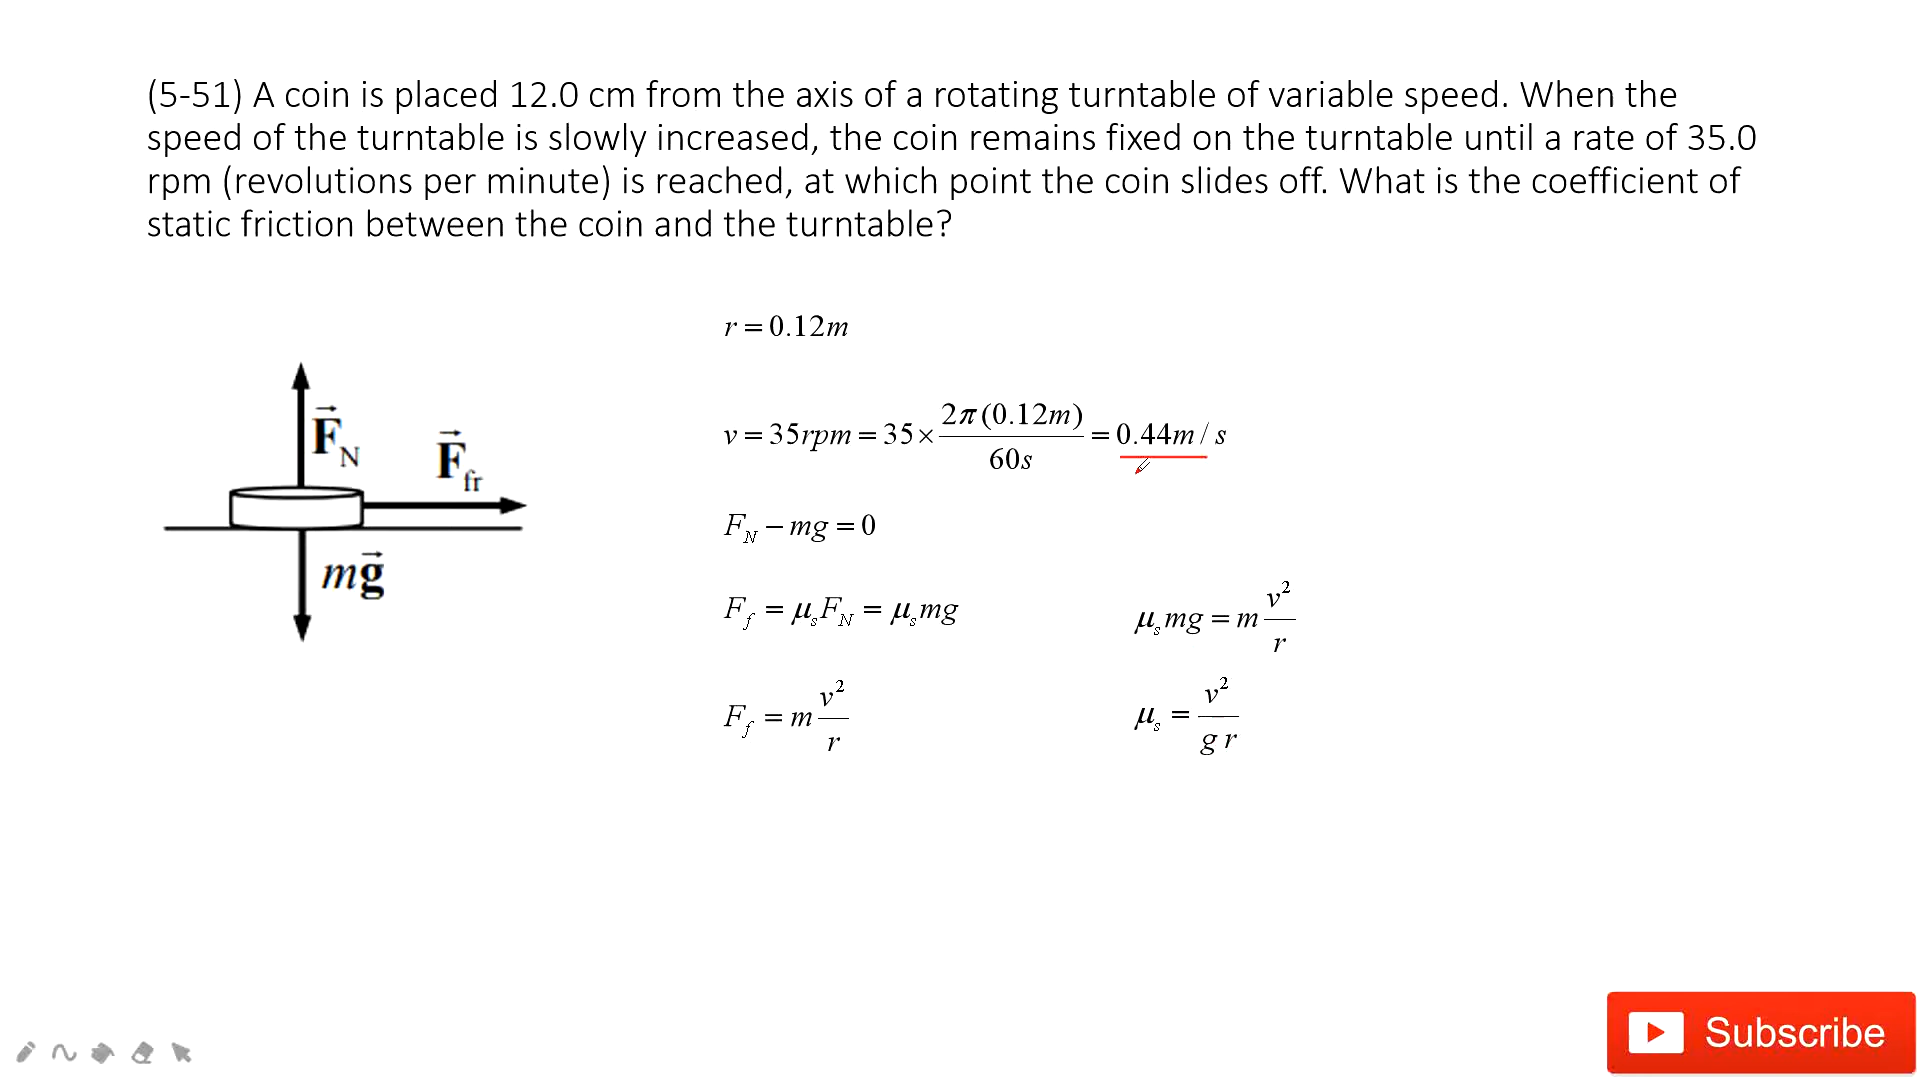 (5-51) A coin is placed 12.0 cm from the axis of a rotating turntable of variable speed. When the
speed of the turntable is slowly increased, the coin remains fixed on the turntable until a rate of 35.0
rpm (revolutions per minute) is reached, at which point the coin slides off. What is the coefficient of
static friction between the coin and the turntable?
r = 0.12m
v = 35rpm = 35 × 2π(0.12m) / 60s = 0.44m / s
F_N − mg = 0
F_f = μ_s F_N = μ_s mg
F_f = m v² / r
μ_s mg = m v² / r
μ_s = v² / g r
F⃗_N
F⃗_fr
mg⃗
Subscribe